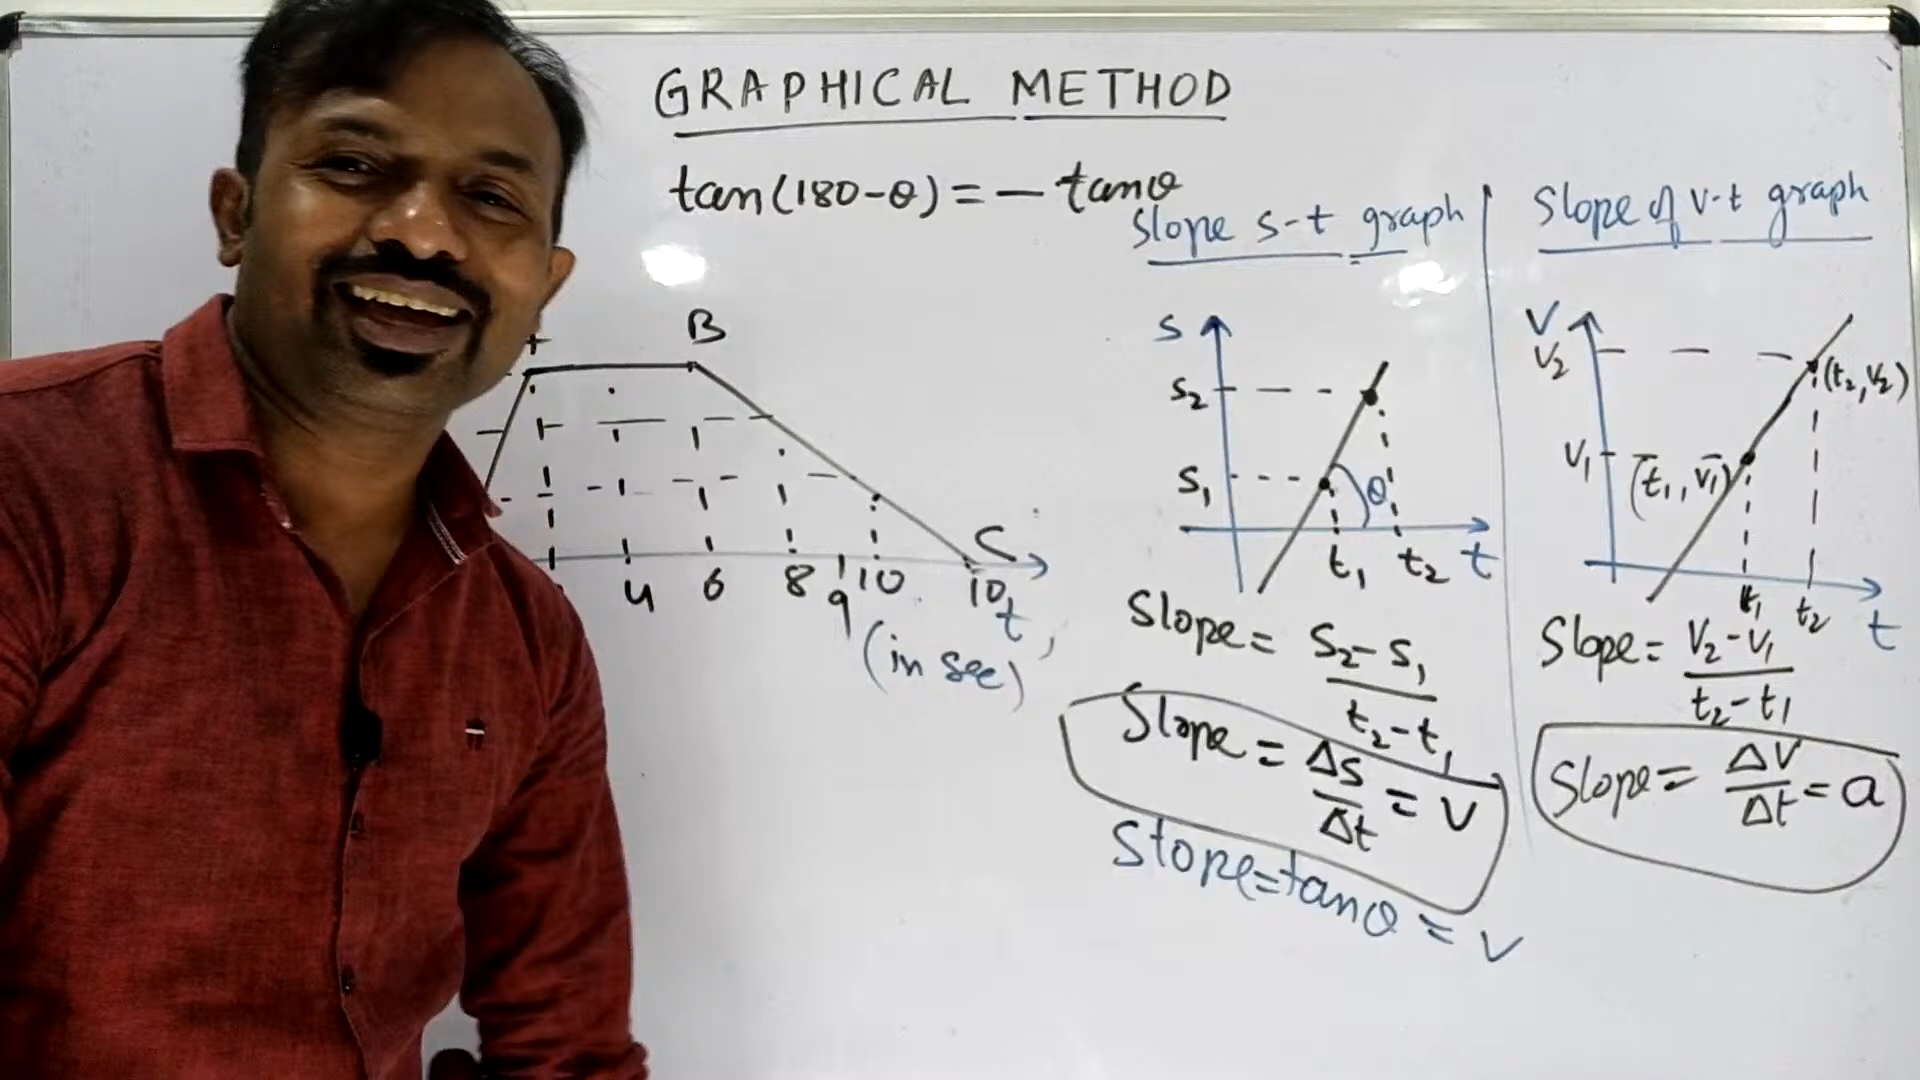 GRAPHICAL METHOD
tan(180-θ) = - tanθ
B
C
4 6 8 9 10 10
t
(in sec)
Slope s-t graph
s
s₂
s₁
θ
t₁ t₂ t
Slope = s₂-s₁
t₂-t₁
Slope = Δs
Δt
= v
Slope=tanθ = v
Slope of v-t graph
v
v₂
(t₂,v₂)
v₁
(t₁,v₁)
t₁ t₂ t
Slope = v₂-v₁
t₂-t₁
Slope = Δv
Δt
= a